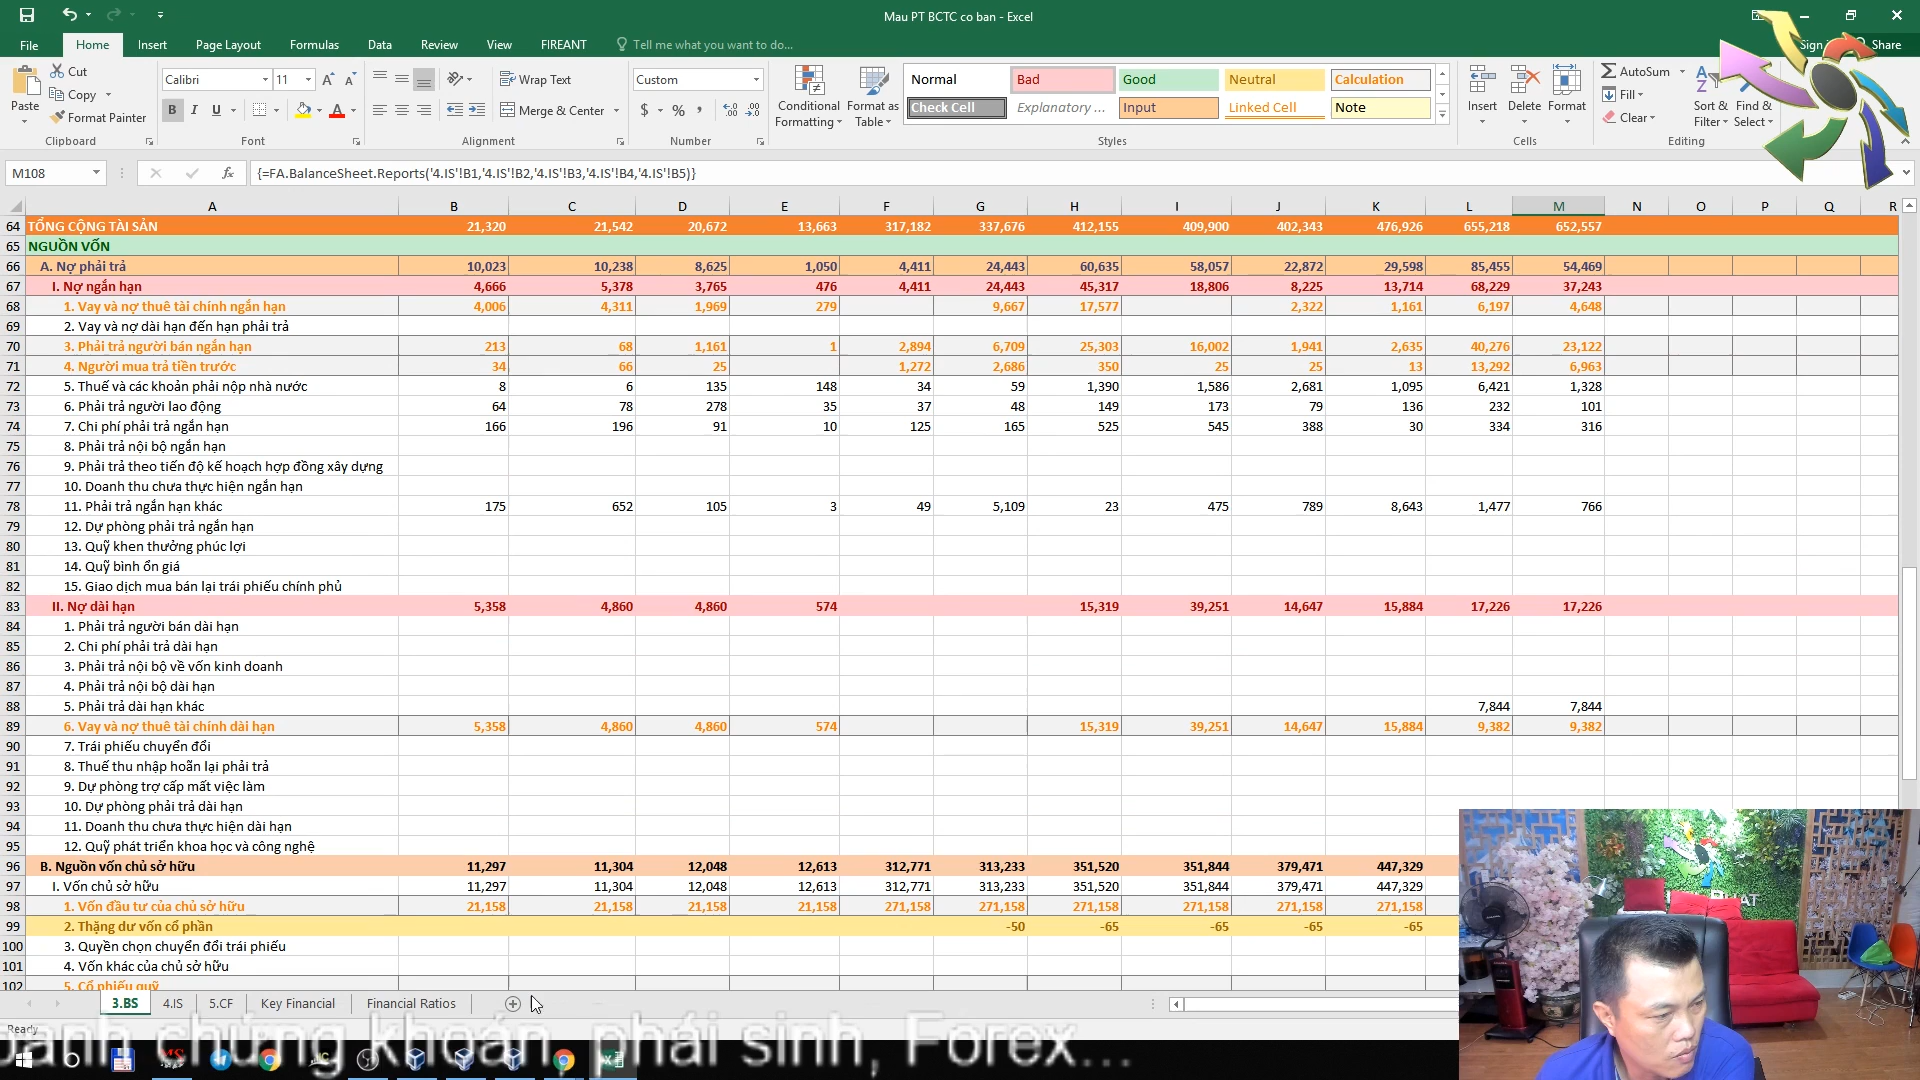 Mau PT BCTC co ban - Excel
File Home Insert Page Layout Formulas Data Review View FIREANT Tell me what you want to do... Share
Paste Cut Copy Format Painter Clipboard
Calibri 11 B I U Font
Wrap Text Merge & Center Alignment
Custom $ % Number
Conditional Formatting Format as Table
Normal Bad Good Neutral Calculation
Check Cell Explanatory ... Input Linked Cell Note
Styles
Insert Delete Format Cells
AutoSum Fill Clear Sort & Filter Find & Select Editing
M108 fx {=FA.BalanceSheet.Reports('4.IS'!B1,'4.IS'!B2,'4.IS'!B3,'4.IS'!B4,'4.IS'!B5)}
A B C D E F G H I J K L M N O P Q R
64 TỔNG CỘNG TÀI SẢN 21,320 21,542 20,672 13,663 317,182 337,676 412,155 409,900 402,343 476,926 655,218 652,557
65 NGUỒN VỐN
66 A. Nợ phải trả 10,023 10,238 8,625 1,050 4,411 24,443 60,635 58,057 22,872 29,598 85,455 54,469
67 I. Nợ ngắn hạn 4,666 5,378 3,765 476 4,411 24,443 45,317 18,806 8,225 13,714 68,229 37,243
68 1. Vay và nợ thuê tài chính ngắn hạn 4,006 4,311 1,969 279 9,667 17,577 2,322 1,161 6,197 4,648
69 2. Vay và nợ dài hạn đến hạn phải trả
70 3. Phải trả người bán ngắn hạn 213 68 1,161 1 2,894 6,709 25,303 16,002 1,941 2,635 40,276 23,122
71 4. Người mua trả tiền trước 34 66 25 1,272 2,686 350 25 25 13 13,292 6,963
72 5. Thuế và các khoản phải nộp nhà nước 8 6 135 148 34 59 1,390 1,586 2,681 1,095 6,421 1,328
73 6. Phải trả người lao động 64 78 278 35 37 48 149 173 79 136 232 101
74 7. Chi phí phải trả ngắn hạn 166 196 91 10 125 165 525 545 388 30 334 316
75 8. Phải trả nội bộ ngắn hạn
76 9. Phải trả theo tiến độ kế hoạch hợp đồng xây dựng
77 10. Doanh thu chưa thực hiện ngắn hạn
78 11. Phải trả ngắn hạn khác 175 652 105 3 49 5,109 23 475 789 8,643 1,477 766
79 12. Dự phòng phải trả ngắn hạn
80 13. Quỹ khen thưởng phúc lợi
81 14. Quỹ bình ổn giá
82 15. Giao dịch mua bán lại trái phiếu chính phủ
83 II. Nợ dài hạn 5,358 4,860 4,860 574 15,319 39,251 14,647 15,884 17,226 17,226
84 1. Phải trả người bán dài hạn
85 2. Chi phí phải trả dài hạn
86 3. Phải trả nội bộ về vốn kinh doanh
87 4. Phải trả nội bộ dài hạn
88 5. Phải trả dài hạn khác 7,844 7,844
89 6. Vay và nợ thuê tài chính dài hạn 5,358 4,860 4,860 574 15,319 39,251 14,647 15,884 9,382 9,382
90 7. Trái phiếu chuyển đổi
91 8. Thuế thu nhập hoãn lại phải trả
92 9. Dự phòng trợ cấp mất việc làm
93 10. Dự phòng phải trả dài hạn
94 11. Doanh thu chưa thực hiện dài hạn
95 12. Quỹ phát triển khoa học và công nghệ
96 B. Nguồn vốn chủ sở hữu 11,297 11,304 12,048 12,613 312,771 313,233 351,520 351,844 379,471 447,329
97 I. Vốn chủ sở hữu 11,297 11,304 12,048 12,613 312,771 313,233 351,520 351,844 379,471 447,329
98 1. Vốn đầu tư của chủ sở hữu 21,158 21,158 21,158 21,158 271,158 271,158 271,158 271,158 271,158 271,158
99 2. Thặng dư vốn cổ phần -50 -65 -65 -65 -65
100 3. Quyền chọn chuyển đổi trái phiếu
101 4. Vốn khác của chủ sở hữu
102 5. Cổ phiếu quỹ
3.BS 4.IS 5.CF Key Financial Financial Ratios
Ready
anh chứng khoán, phái sinh, Forex...